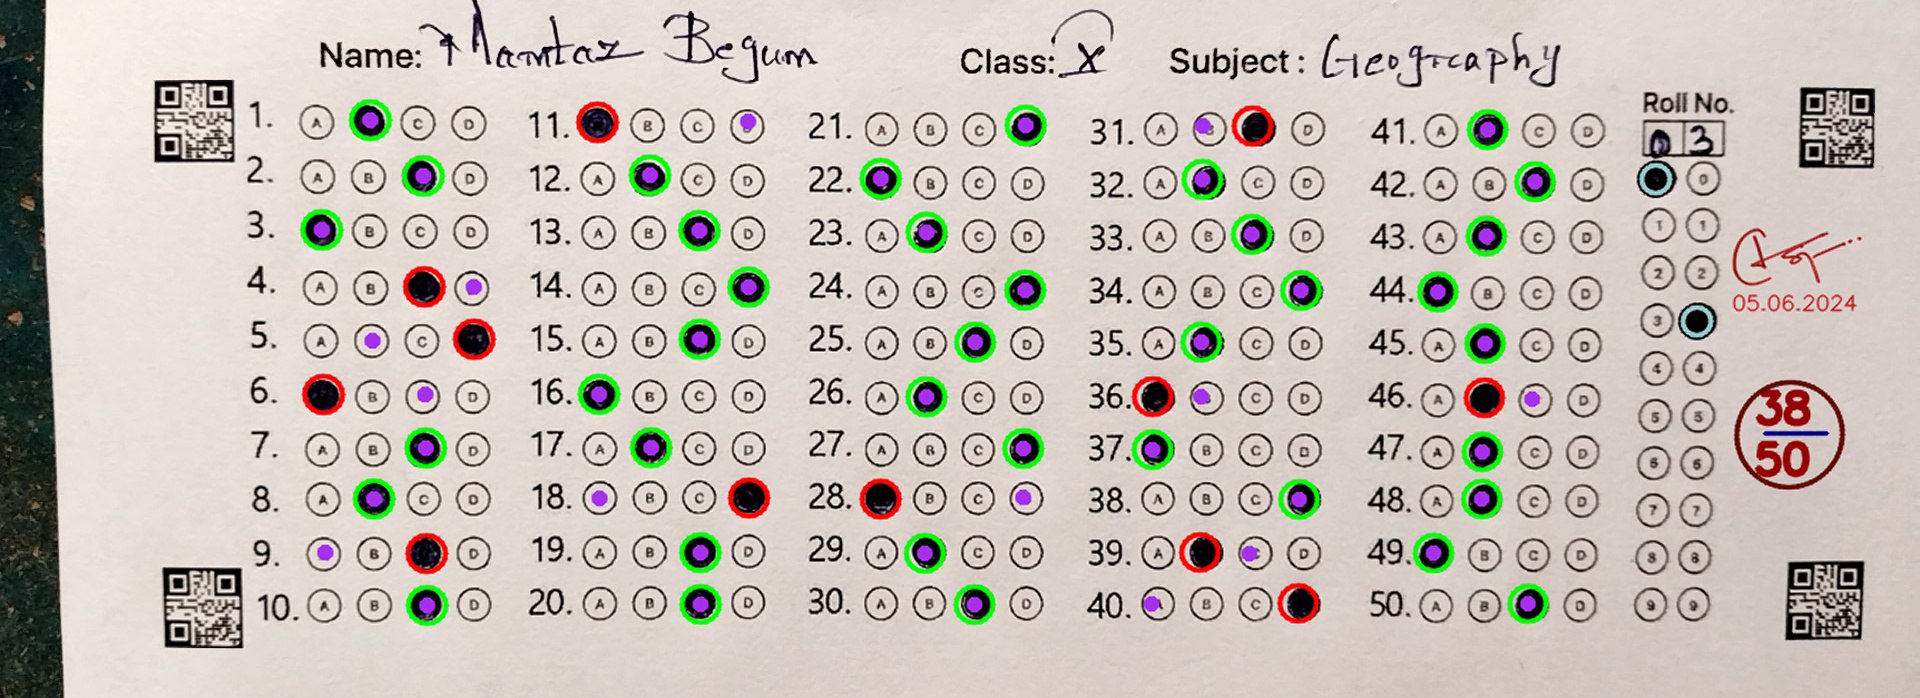 Name: Mamtaz Begum Class: X Subject: Geography
1. A C D
2. A B D
3. B C D
4. A B
5. A C
6. B D
7. A B D
8. A C D
9. B D
10. A B D
11. B C
12. A C D
13. A B D
14. A B C
15. A B D
16. B C D
17. A C D
18. B C
19. A B D
20. A B D
21. A B C
22. B C D
23. A C D
24. A B C
25. A B D
26. A C D
27. A B C
28. B C
29. A C D
30. A B D
31. A D
32. A C D
33. A B D
34. A B C
35. A C D
36. C D
37. B C D
38. A B C
39. A D
40. B C
41. A C D
42. A B D
43. A C D
44. B C D
45. A C D
46. A D
47. A C D
48. A C D
49. B C D
50. A B D
Roll No.
0 3
0
1 1
2 2
3
4 4
5 5
6 6
7 7
8 8
9 9
05.06.2024
38
50